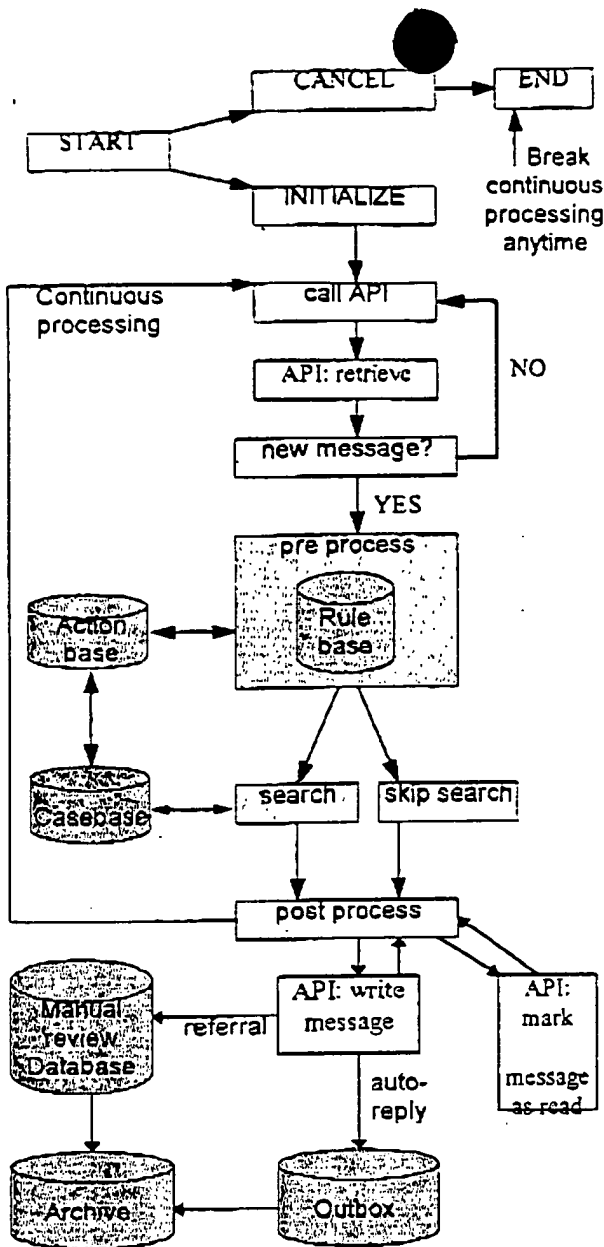 CANCEL
END
START
Break
continuous
processing
anytime
INITIALIZE
Continuous
processing
call API
API: retrieve
NO
new message?
YES
pre process
Action
base
Rule
base
search
skip search
Casebase
post process
Manual
review
Database
referral
API: write
message
API:
mark
message
as read
auto-
reply
Archive
Outbox